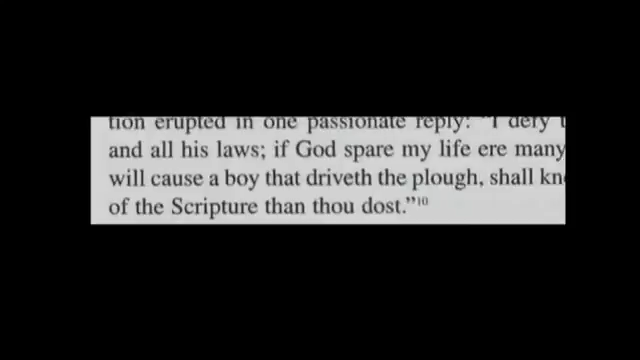 tion erupted in one passionate reply: "I defy
and all his laws; if God spare my life ere many
will cause a boy that driveth the plough, shall
of the Scripture than thou dost."10